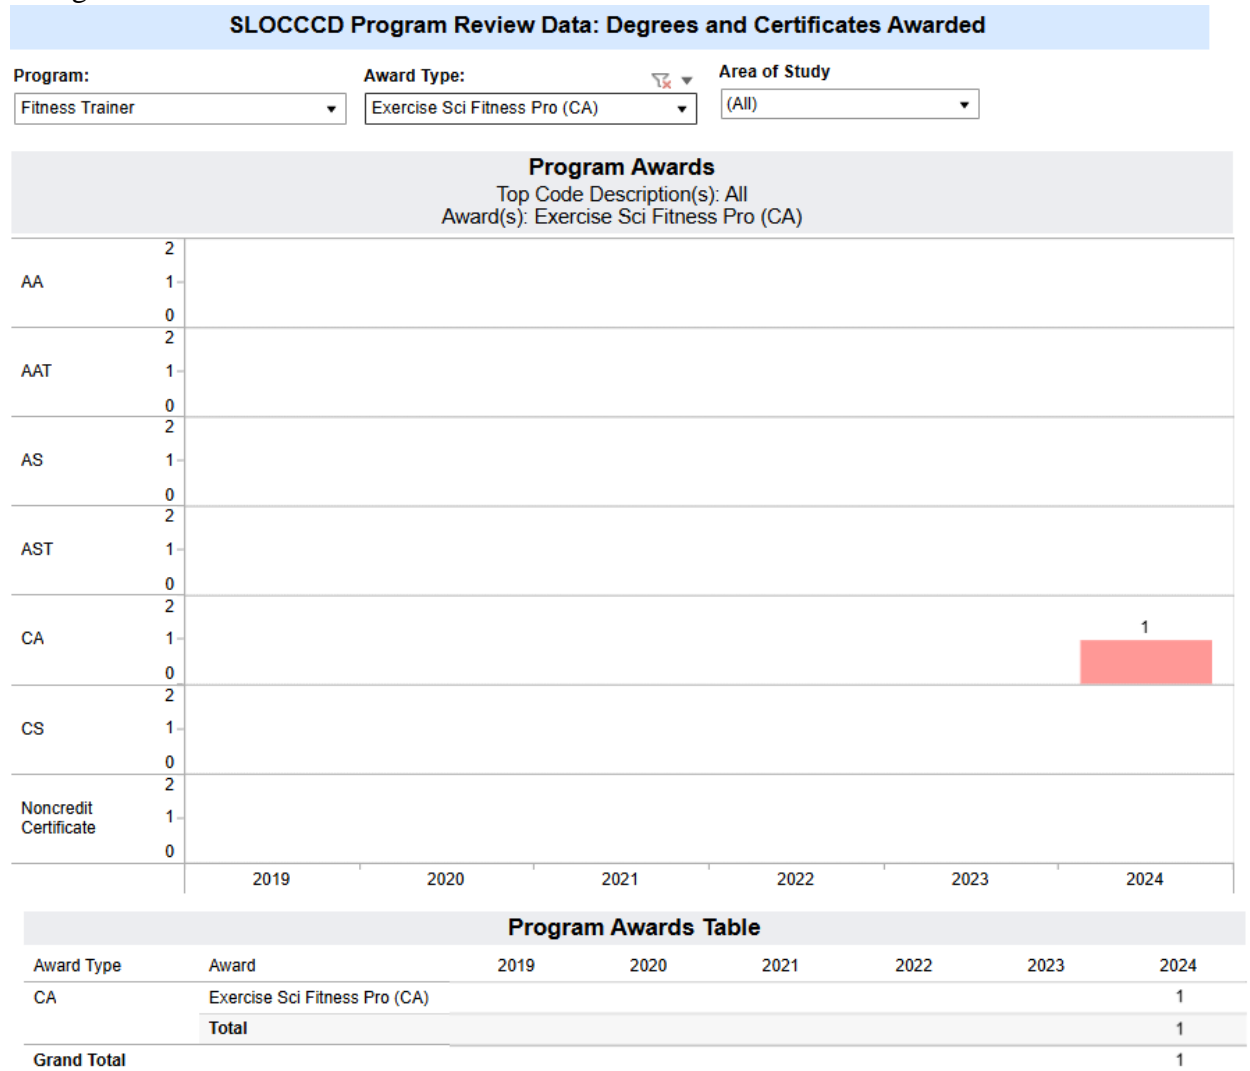 SLOCCCD Program Review Data: Degrees and Certificates Awarded
Program: Award Type: Area of Study
Fitness Trainer Exercise Sci Fitness Pro (CA) (All)
Program Awards
Top Code Description(s): All
Award(s): Exercise Sci Fitness Pro (CA)
2
AA 1
0
2
AAT 1
0
2
AS 1
0
2
AST 1
0
2
1
CA 1
0
2
CS 1
0
2
Noncredit
Certificate 1
0
2019 2020 2021 2022 2023 2024
Program Awards Table
Award Type Award 2019 2020 2021 2022 2023 2024
CA Exercise Sci Fitness Pro (CA) 1
Total 1
Grand Total 1